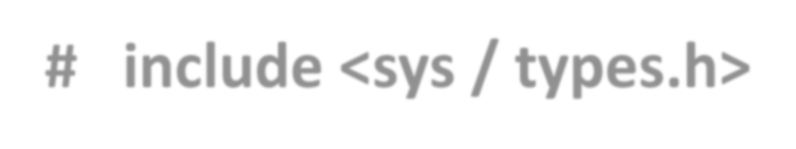 #   include <sys / types.h>